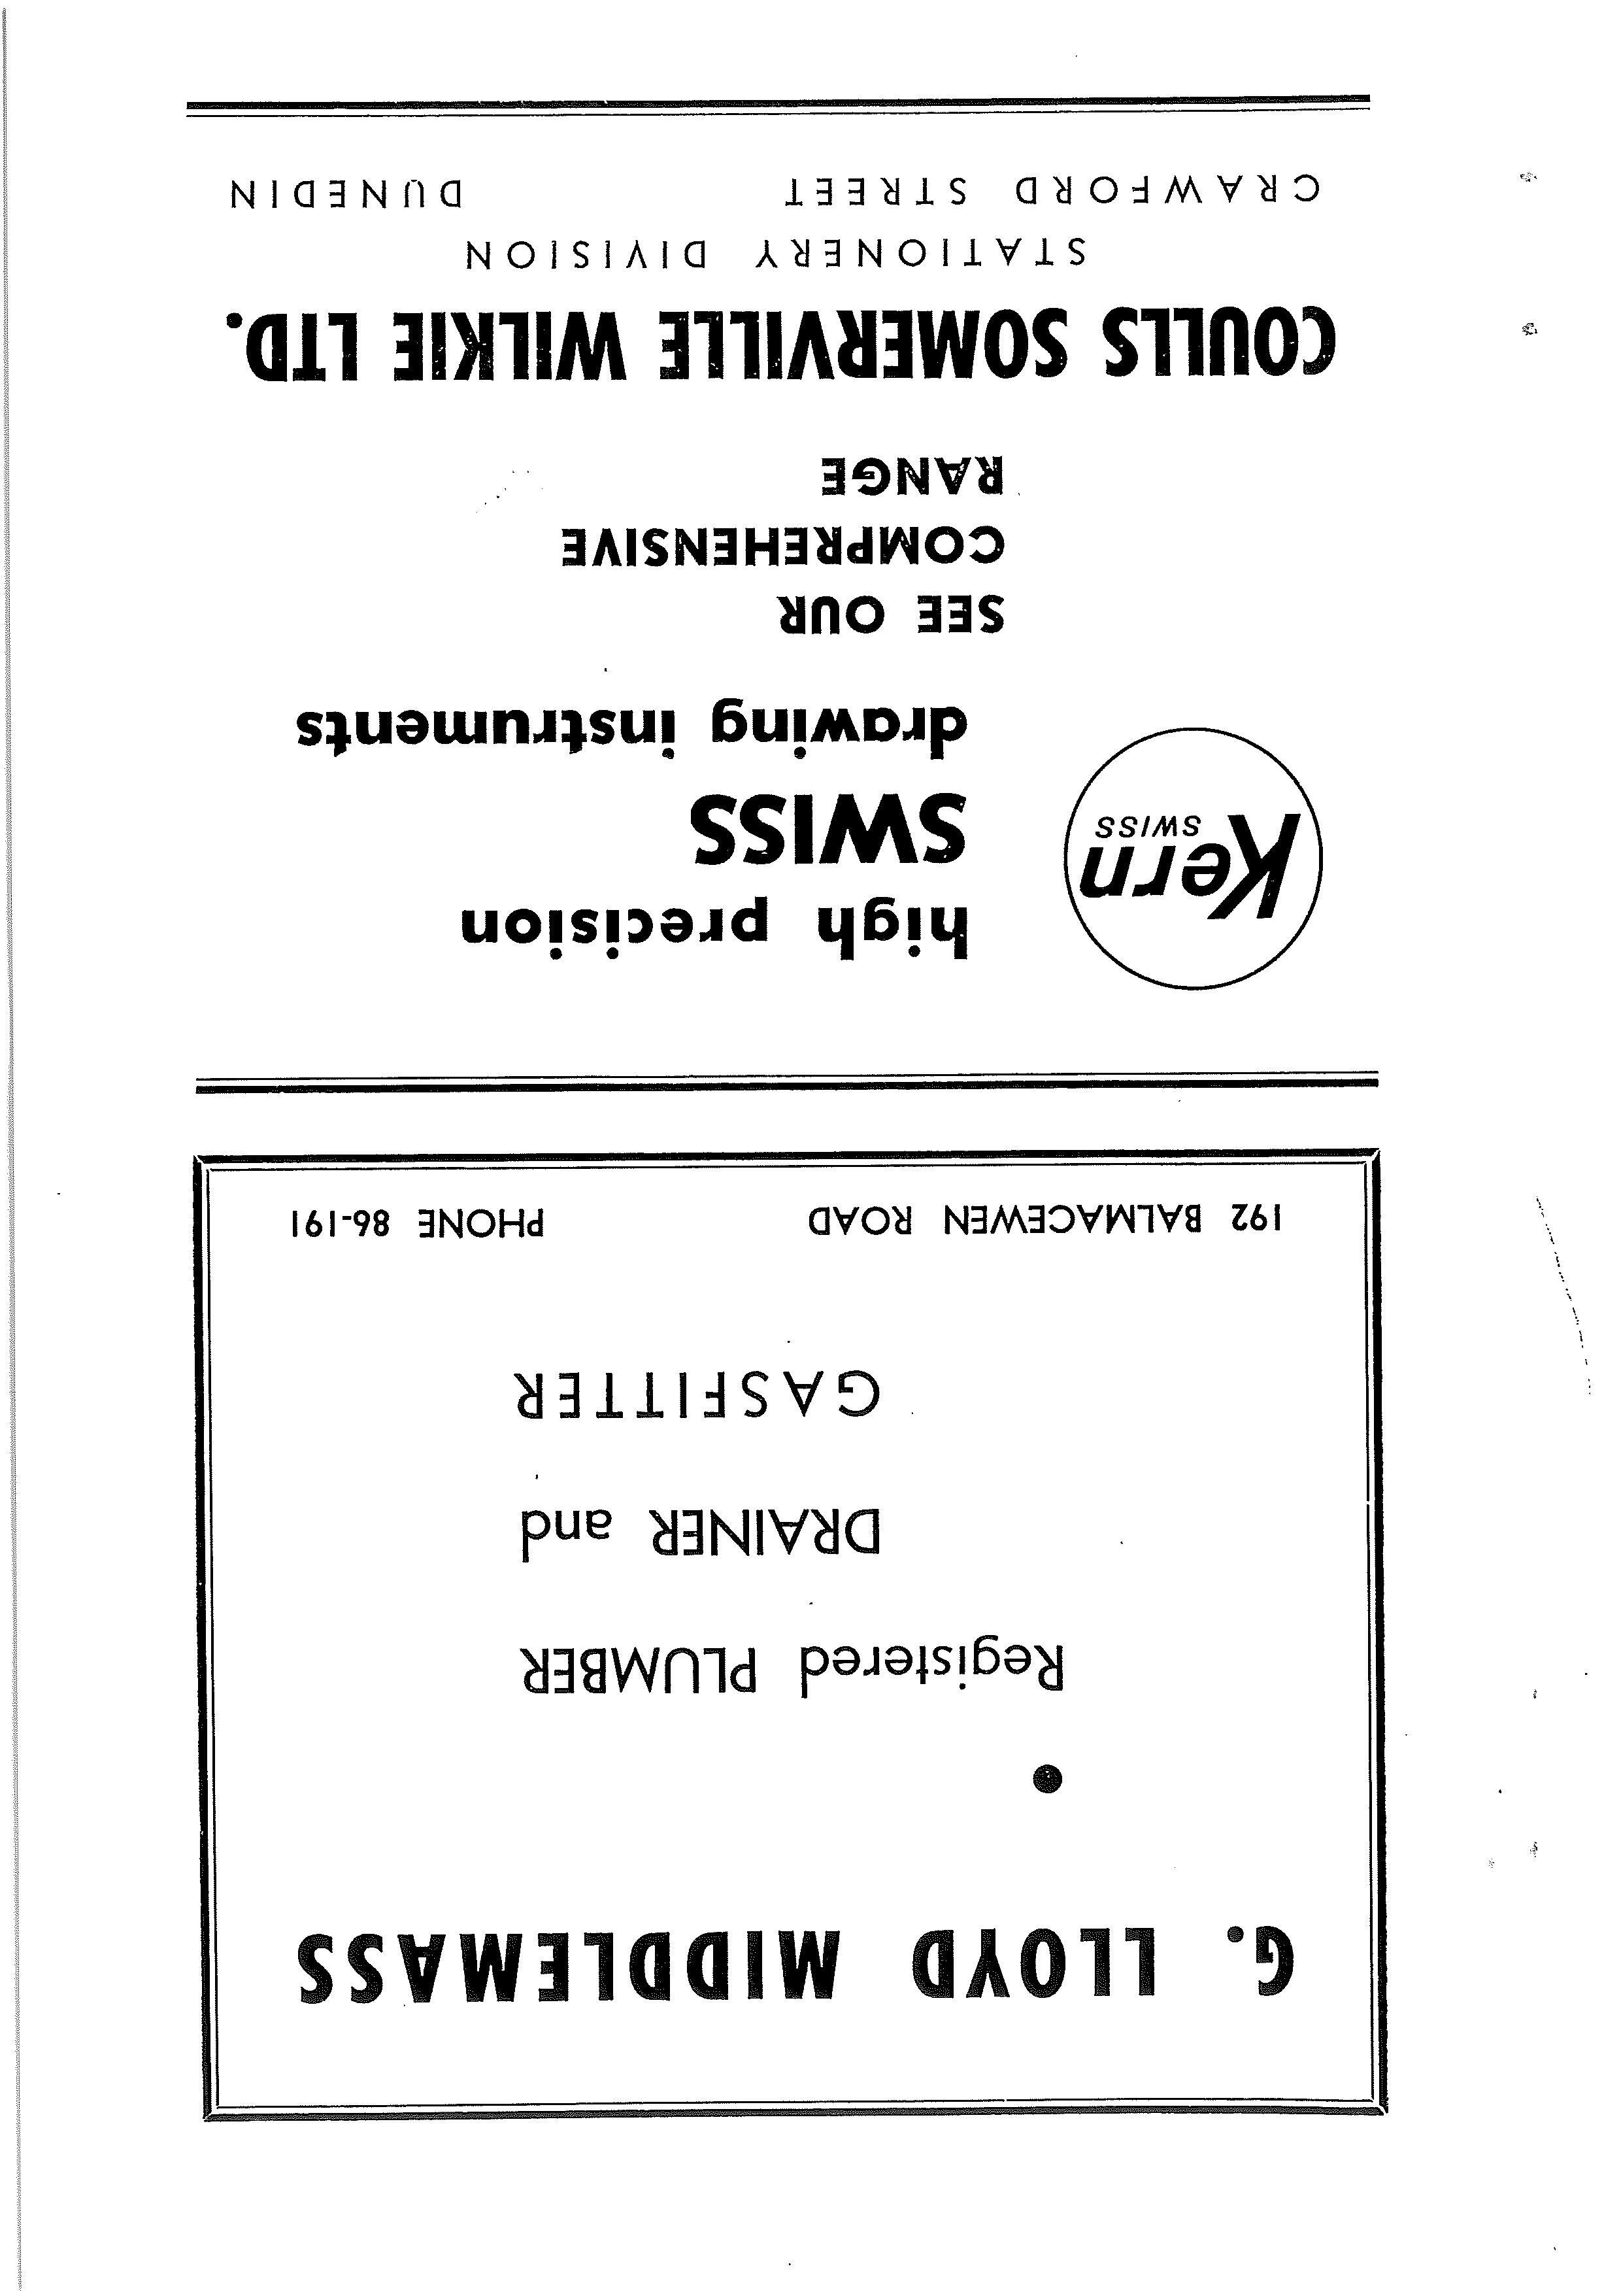 G. LLOYD MIDDLEMASS
•
Registered PLUMBER
DRAINER and
GASFITTER
192 BALMACEWEN ROAD PHONE 86-191
Kern
SWISS
high precision
SWISS
drawing instruments
SEE OUR
COMPREHENSIVE
RANGE
COULLS SOMERVILLE WILKIE LTD.
STATIONERY DIVISION
CRAWFORD STREET DUNEDIN